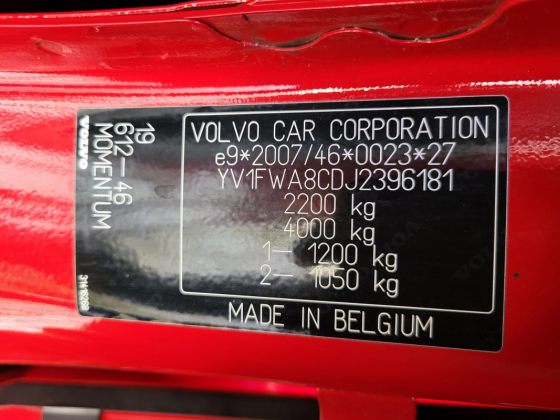 VOLVO CAR CORPORATION
e9*2007/46*0023*27
YV1FWA8CDJ2396181
2200 kg
4000 kg
1— 1200 kg
2— 1050 kg
MADE IN BELGIUM
19
612—46
MOMENTUM
VOLVO